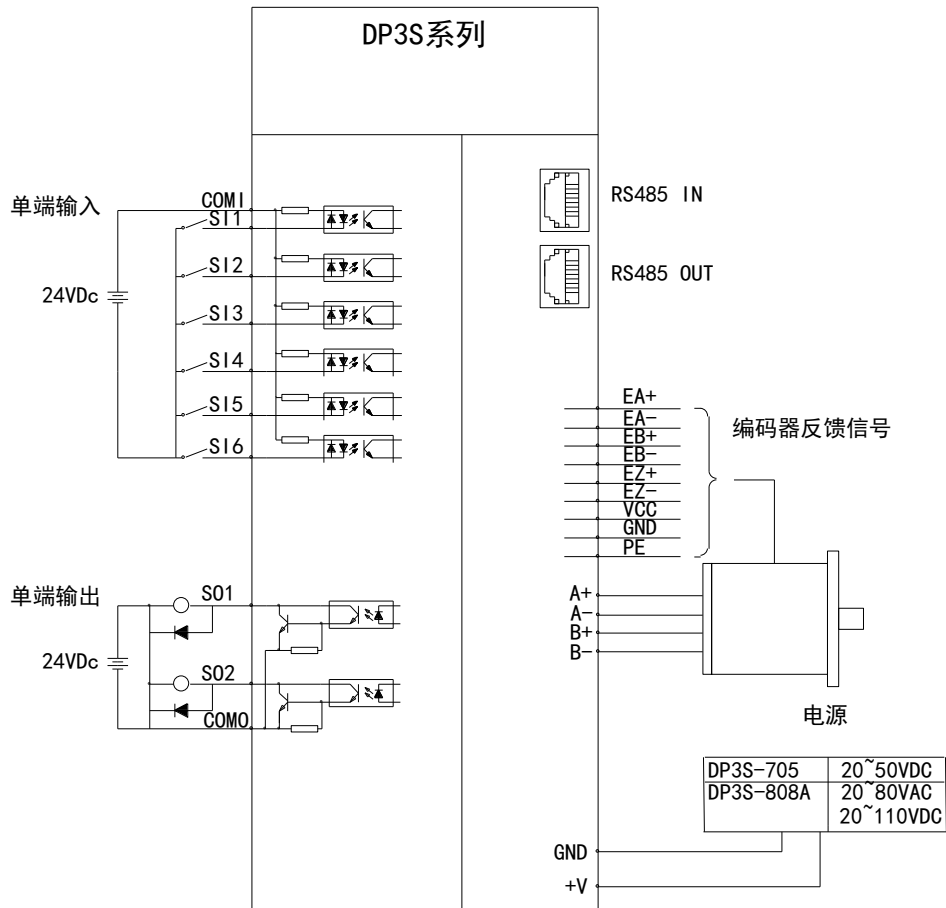 DP3S系列
单端输入
24VDc
COMI
SI1
SI2
SI3
SI4
SI5
SI6
RS485 IN
RS485 OUT
EA+
EA-
EB+
EB-
EZ+
EZ-
VCC
GND
PE
编码器反馈信号
单端输出
24VDc
SO1
SO2
COMO
A+
A-
B+
B-
电源
DP3S-705 20~50VDC
DP3S-808A 20~80VAC
20~110VDC
GND
+V